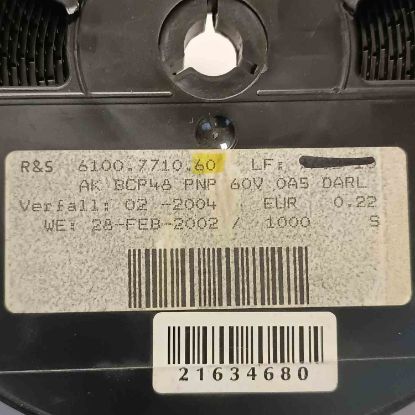 R&S 6100.7710.60 LF:
AK BCP48 PNP 60V 0A5 DARL
Verfall: 02 -2004 EUR 0.22
WE: 28-FEB-2002 / 1000 S
21634680